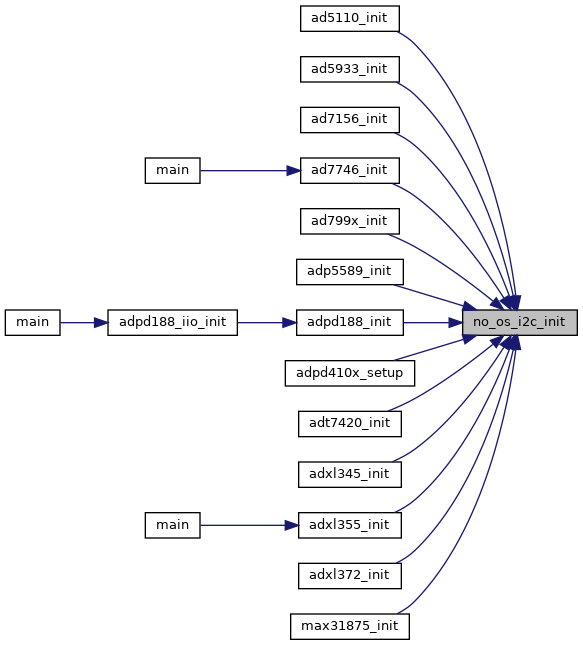 ad5110_init
ad5933_init
ad7156_init
main
ad7746_init
ad799x_init
adp5589_init
main
adpd188_iio_init
adpd188_init
no_os_i2c_init
adpd410x_setup
adt7420_init
adxl345_init
main
adxl355_init
adxl372_init
max31875_init